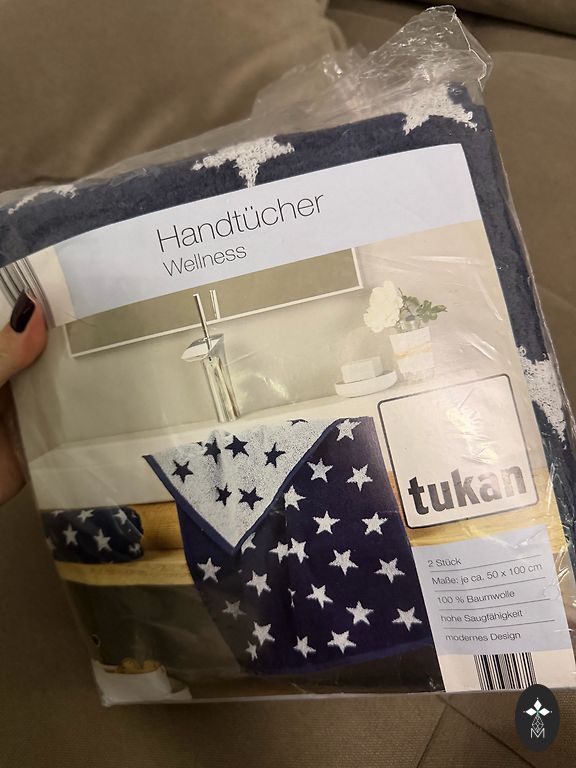 Handtücher
Wellness
tukan
2 Stück
Maße: je ca. 50 x 100 cm
100 % Baumwolle
hohe Saugfähigkeit
modernes Design
M